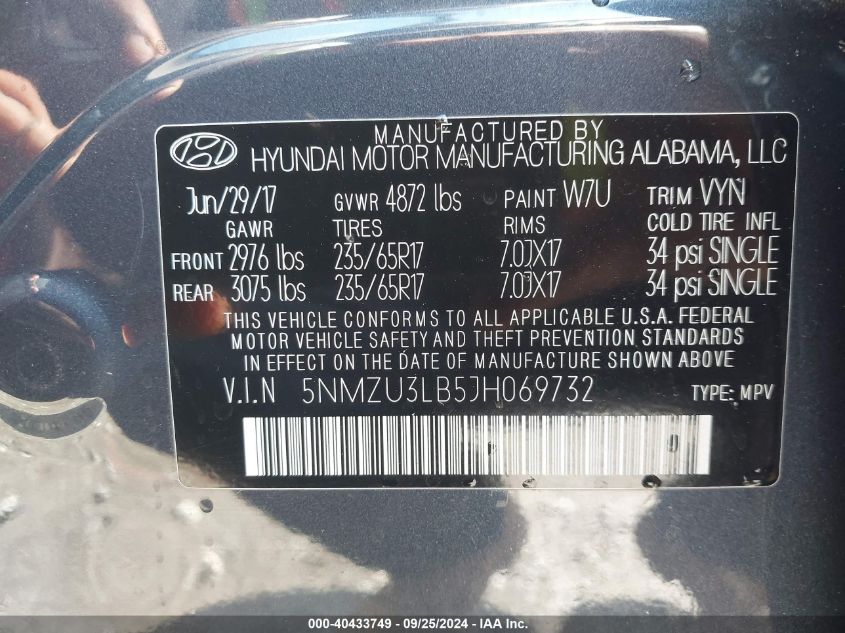 MANUFACTURED BY
HYUNDAI MOTOR MANUFACTURING ALABAMA, LLC
Jun/29/17 GVWR 4872 lbs PAINT W7U TRIM VYN
GAWR TIRES RIMS COLD TIRE INFL
FRONT 2976 lbs 235/65R17 7.0JX17 34 psi SINGLE
REAR 3075 lbs 235/65R17 7.0JX17 34 psi SINGLE
THIS VEHICLE CONFORMS TO ALL APPLICABLE U.S.A. FEDERAL
MOTOR VEHICLE SAFETY AND THEFT PREVENTION STANDARDS
IN EFFECT ON THE DATE OF MANUFACTURE SHOWN ABOVE
V.I.N 5NMZU3LB5JH069732 TYPE: MPV
000-40433749 - 09/25/2024 - IAA Inc.